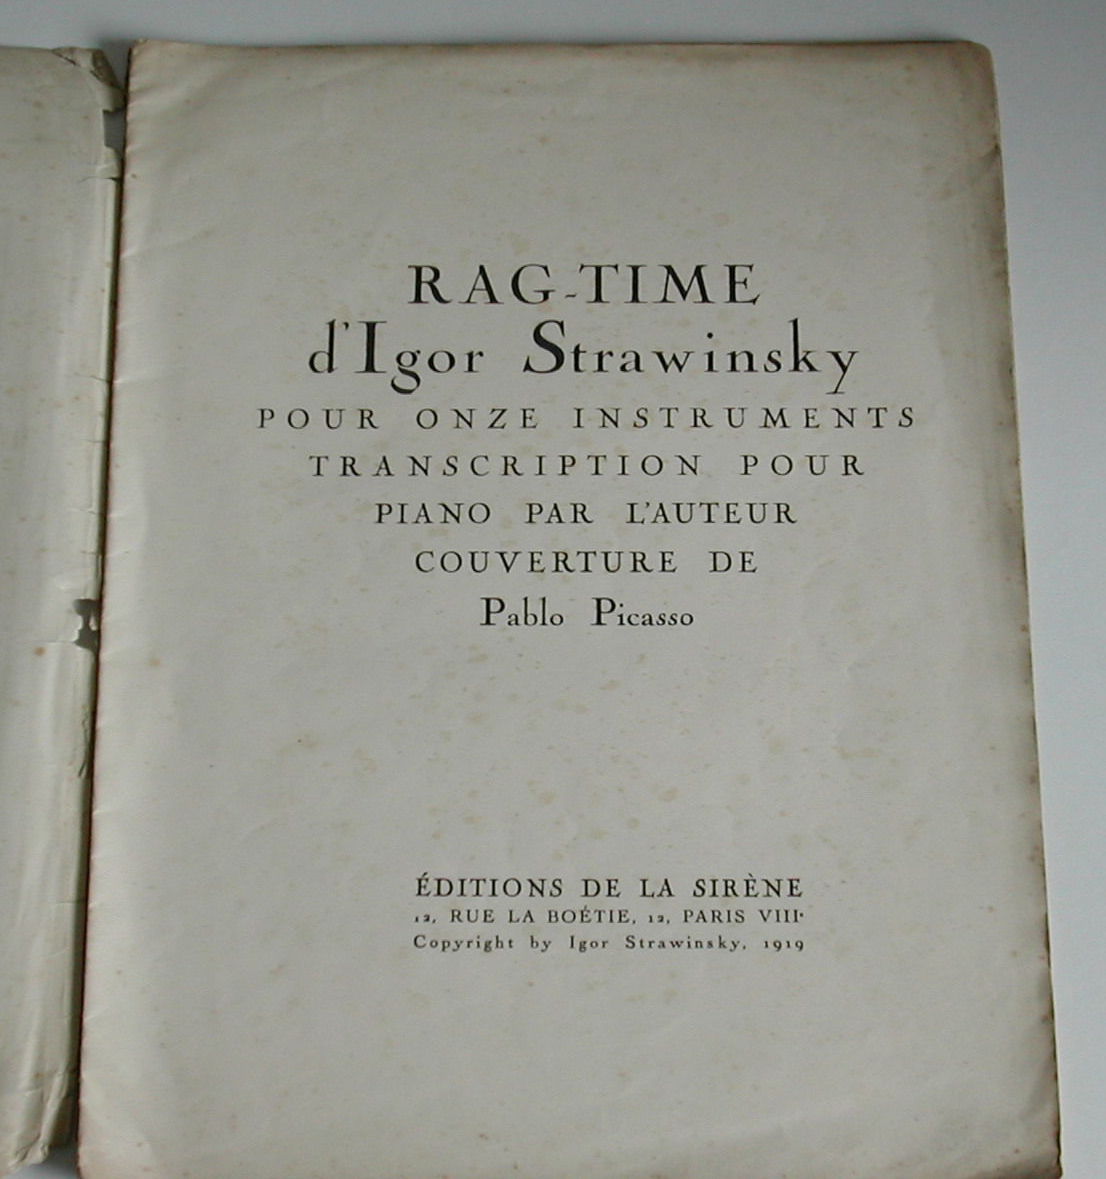 RAG-TIME
d'Igor Strawinsky
POUR ONZE INSTRUMENTS
TRANSCRIPTION POUR
PIANO PAR L'AUTEUR
COUVERTURE DE
Pablo Picasso
ÉDITIONS DE LA SIRÈNE
12, RUE LA BOÉTIE, 12, PARIS VIIIe
Copyright by Igor Strawinsky, 1919